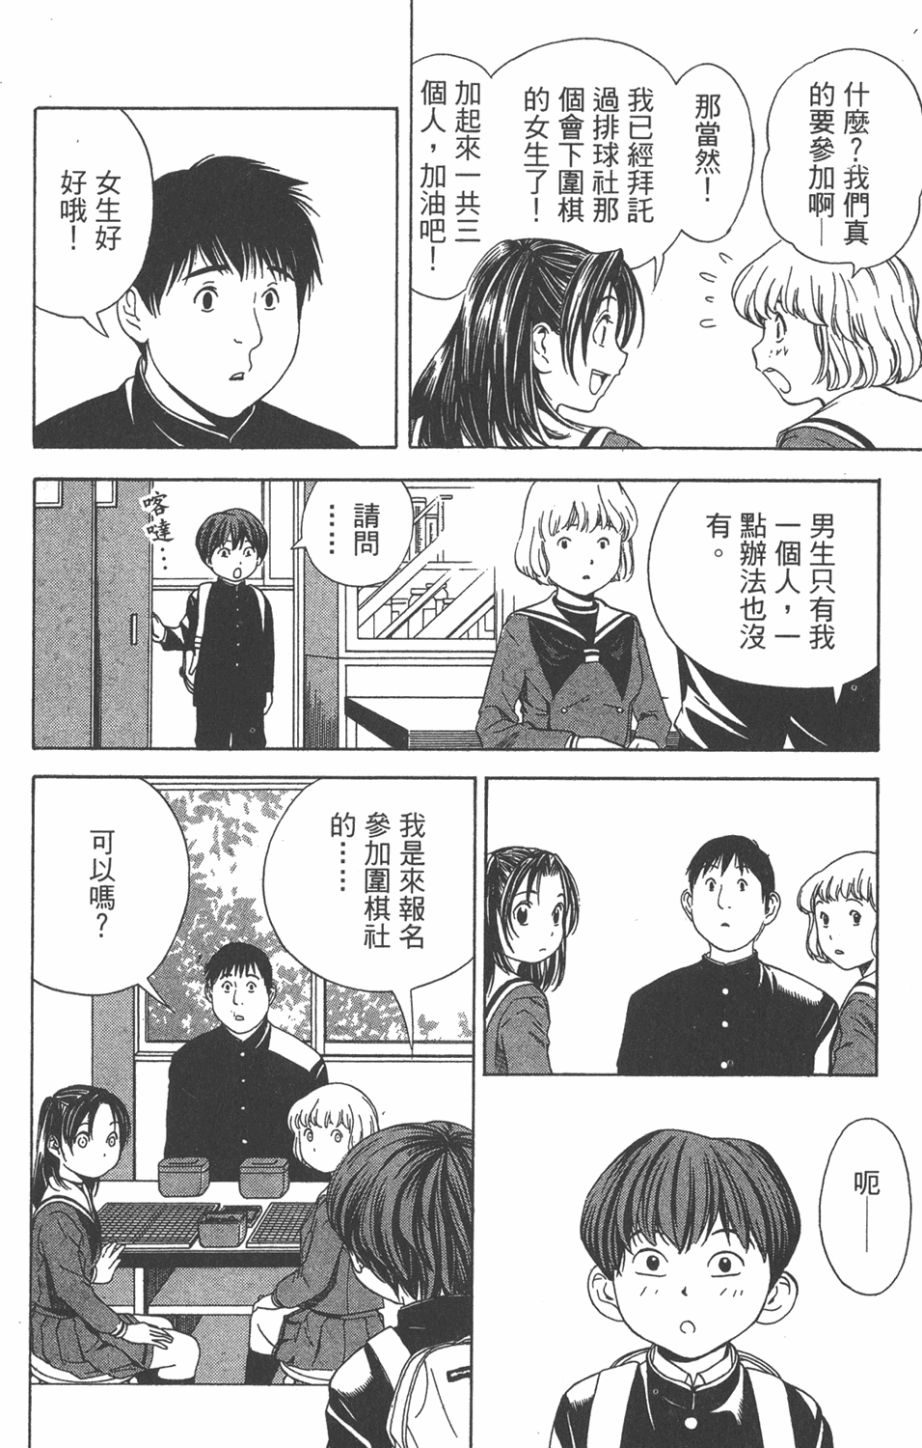 什麼？我們真
的要參加啊—
那當然！
我已經拜託
過排球社那
個會下圍棋
的女生了！
加起來一共三
個人，加油吧！
女生好
好哦！
男生只有我
一個人，一
點辦法也沒
有。
請問
……
喀噠…
呃—
我是來報名
參加圍棋社
的……
可以嗎？